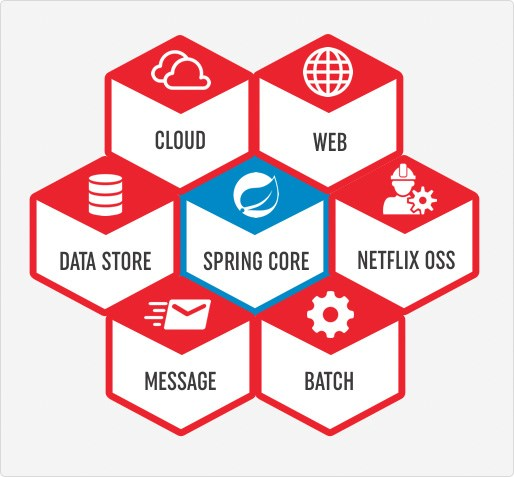 CLOUD
WEB
DATA STORE
SPRING CORE
NETFLIX OSS
MESSAGE
BATCH